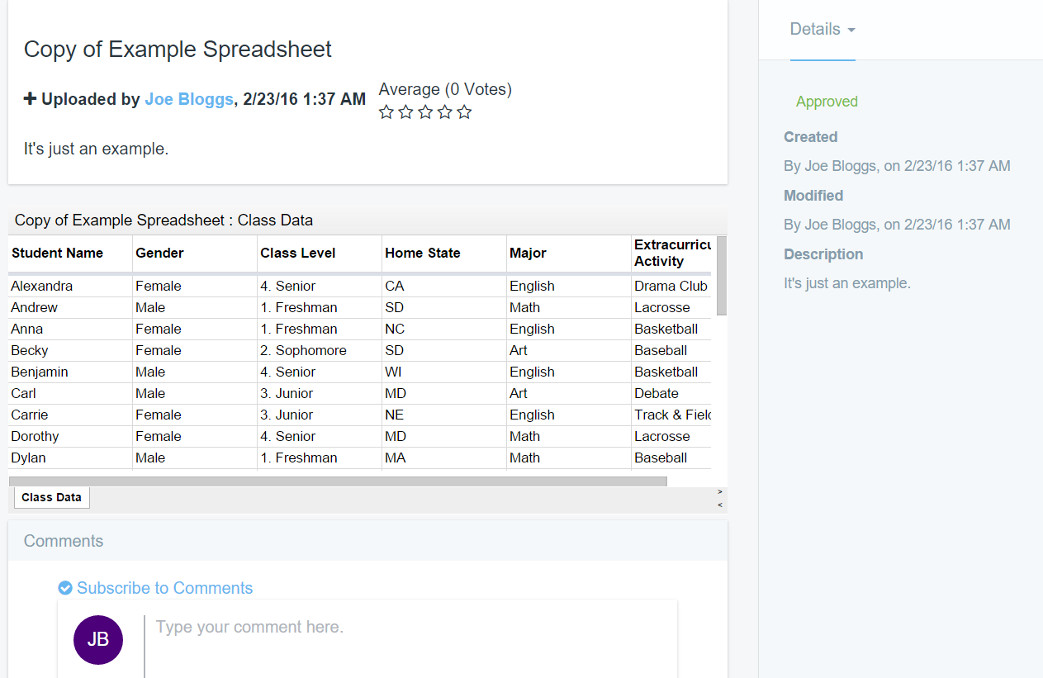 Copy of Example Spreadsheet
Uploaded by Joe Bloggs, 2/23/16 1:37 AM
Average (0 Votes)
It's just an example.
Copy of Example Spreadsheet : Class Data
Student Name Gender Class Level Home State Major Extracurricu Activity
Alexandra Female 4. Senior CA English Drama Club
Andrew Male 1. Freshman SD Math Lacrosse
Anna Female 1. Freshman NC English Basketball
Becky Female 2. Sophomore SD Art Baseball
Benjamin Male 4. Senior WI English Basketball
Carl Male 3. Junior MD Art Debate
Carrie Female 3. Junior NE English Track & Fielc
Dorothy Female 4. Senior MD Math Lacrosse
Dylan Male 1. Freshman MA Math Baseball
Class Data
Comments
Subscribe to Comments
JB
Type your comment here.
Details
Approved
Created
By Joe Bloggs, on 2/23/16 1:37 AM
Modified
By Joe Bloggs, on 2/23/16 1:37 AM
Description
It's just an example.